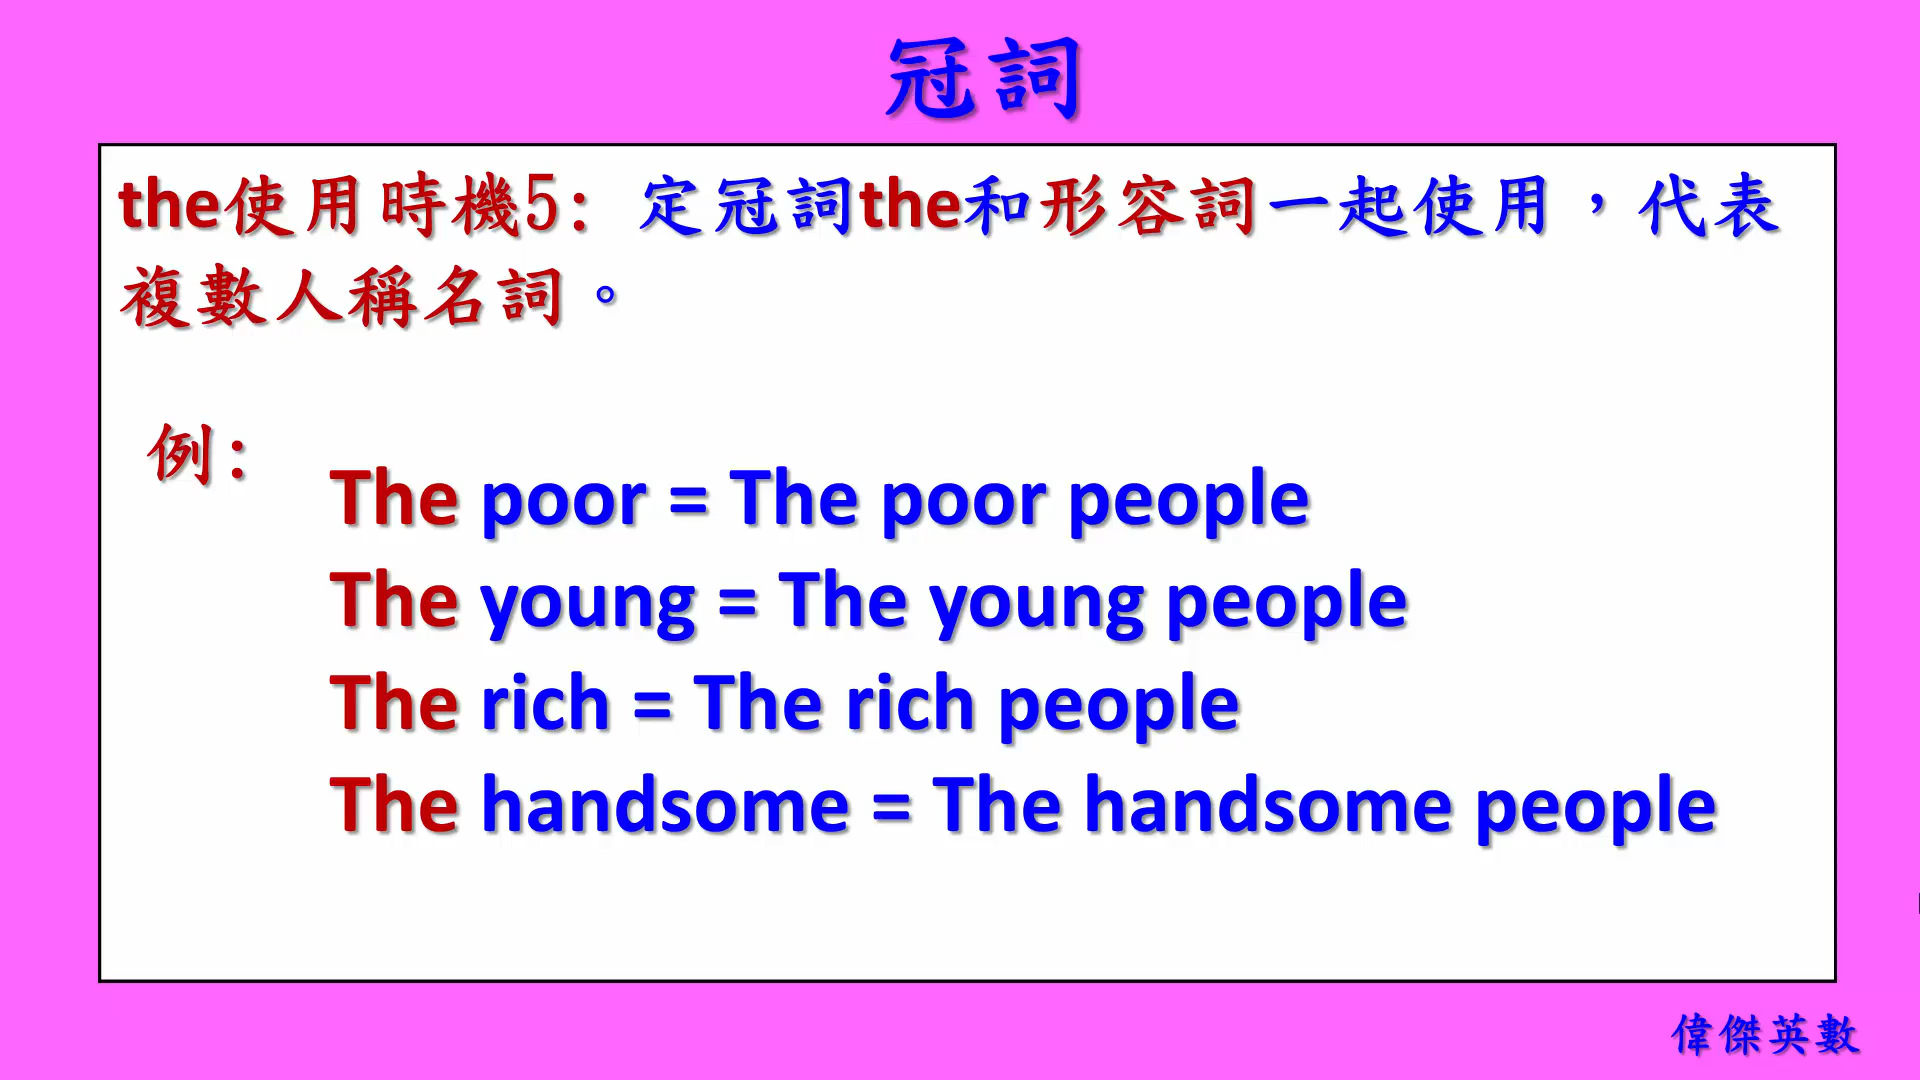 冠詞
the使用時機5: 定冠詞the和形容詞一起使用，代表
複數人稱名詞。
例:
The poor = The poor people
The young = The young people
The rich = The rich people
The handsome = The handsome people
偉傑英數